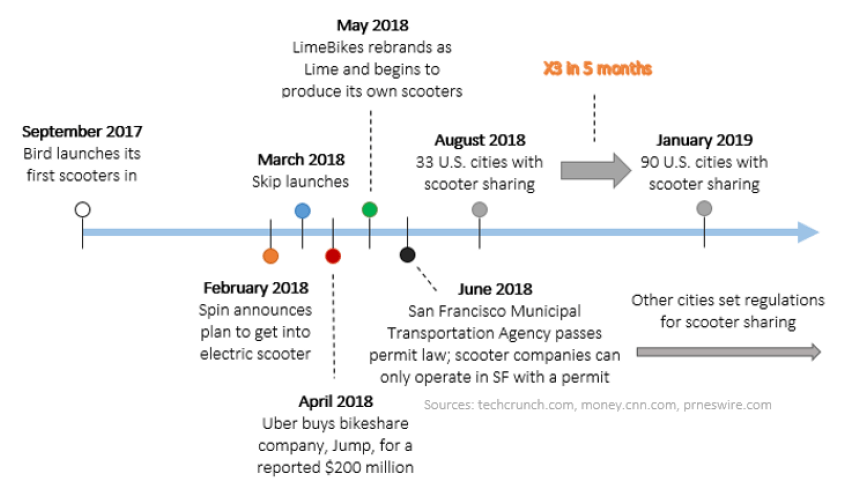 May 2018
LimeBikes rebrands as
Lime and begins to
produce its own scooters
X3 in 5 months
September 2017
Bird launches its
first scooters in
March 2018
Skip launches
August 2018
33 U.S. cities with
scooter sharing
January 2019
90 U.S. cities with
scooter sharing
February 2018
Spin announces
plan to get into
electric scooter
June 2018
San Francisco Municipal
Transportation Agency passes
permit law; scooter companies can
only operate in SF with a permit
Other cities set regulations
for scooter sharing
April 2018
Uber buys bikeshare
company, Jump, for a
reported $200 million
Sources: techcrunch.com, money.cnn.com, prneswire.com